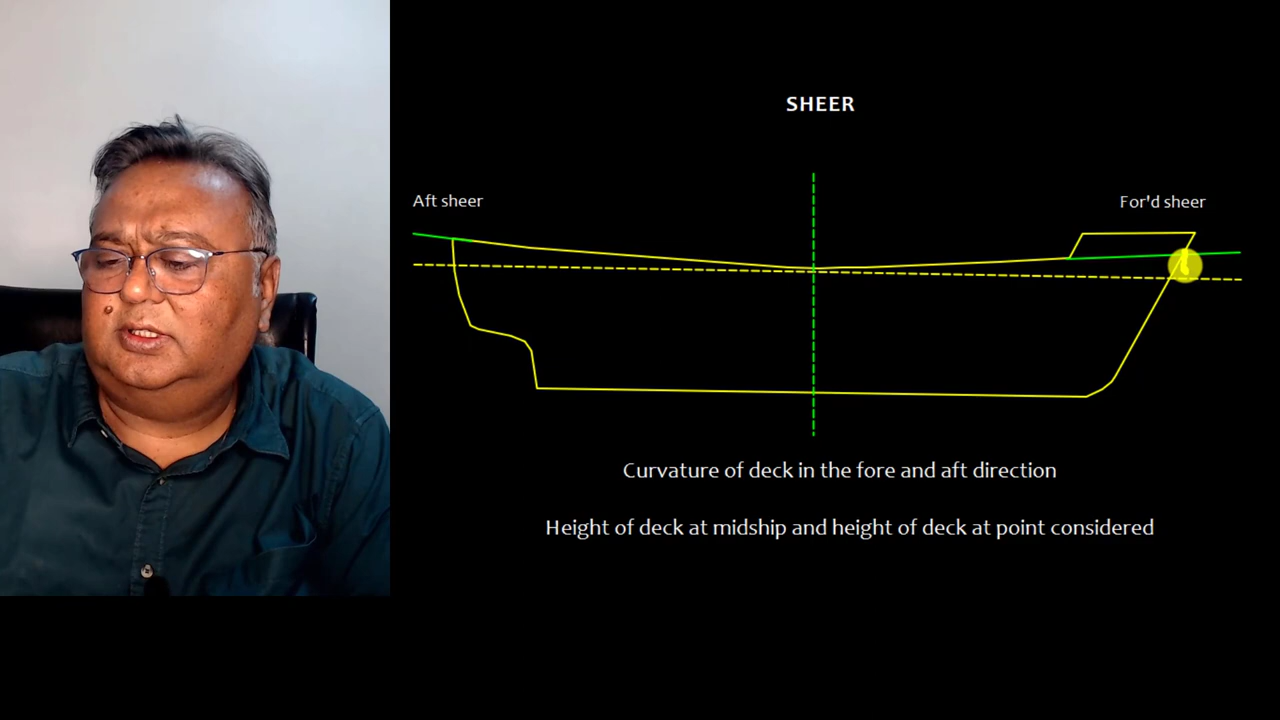 SHEER
Aft sheer
For'd sheer
Curvature of deck in the fore and aft direction
Height of deck at midship and height of deck at point considered